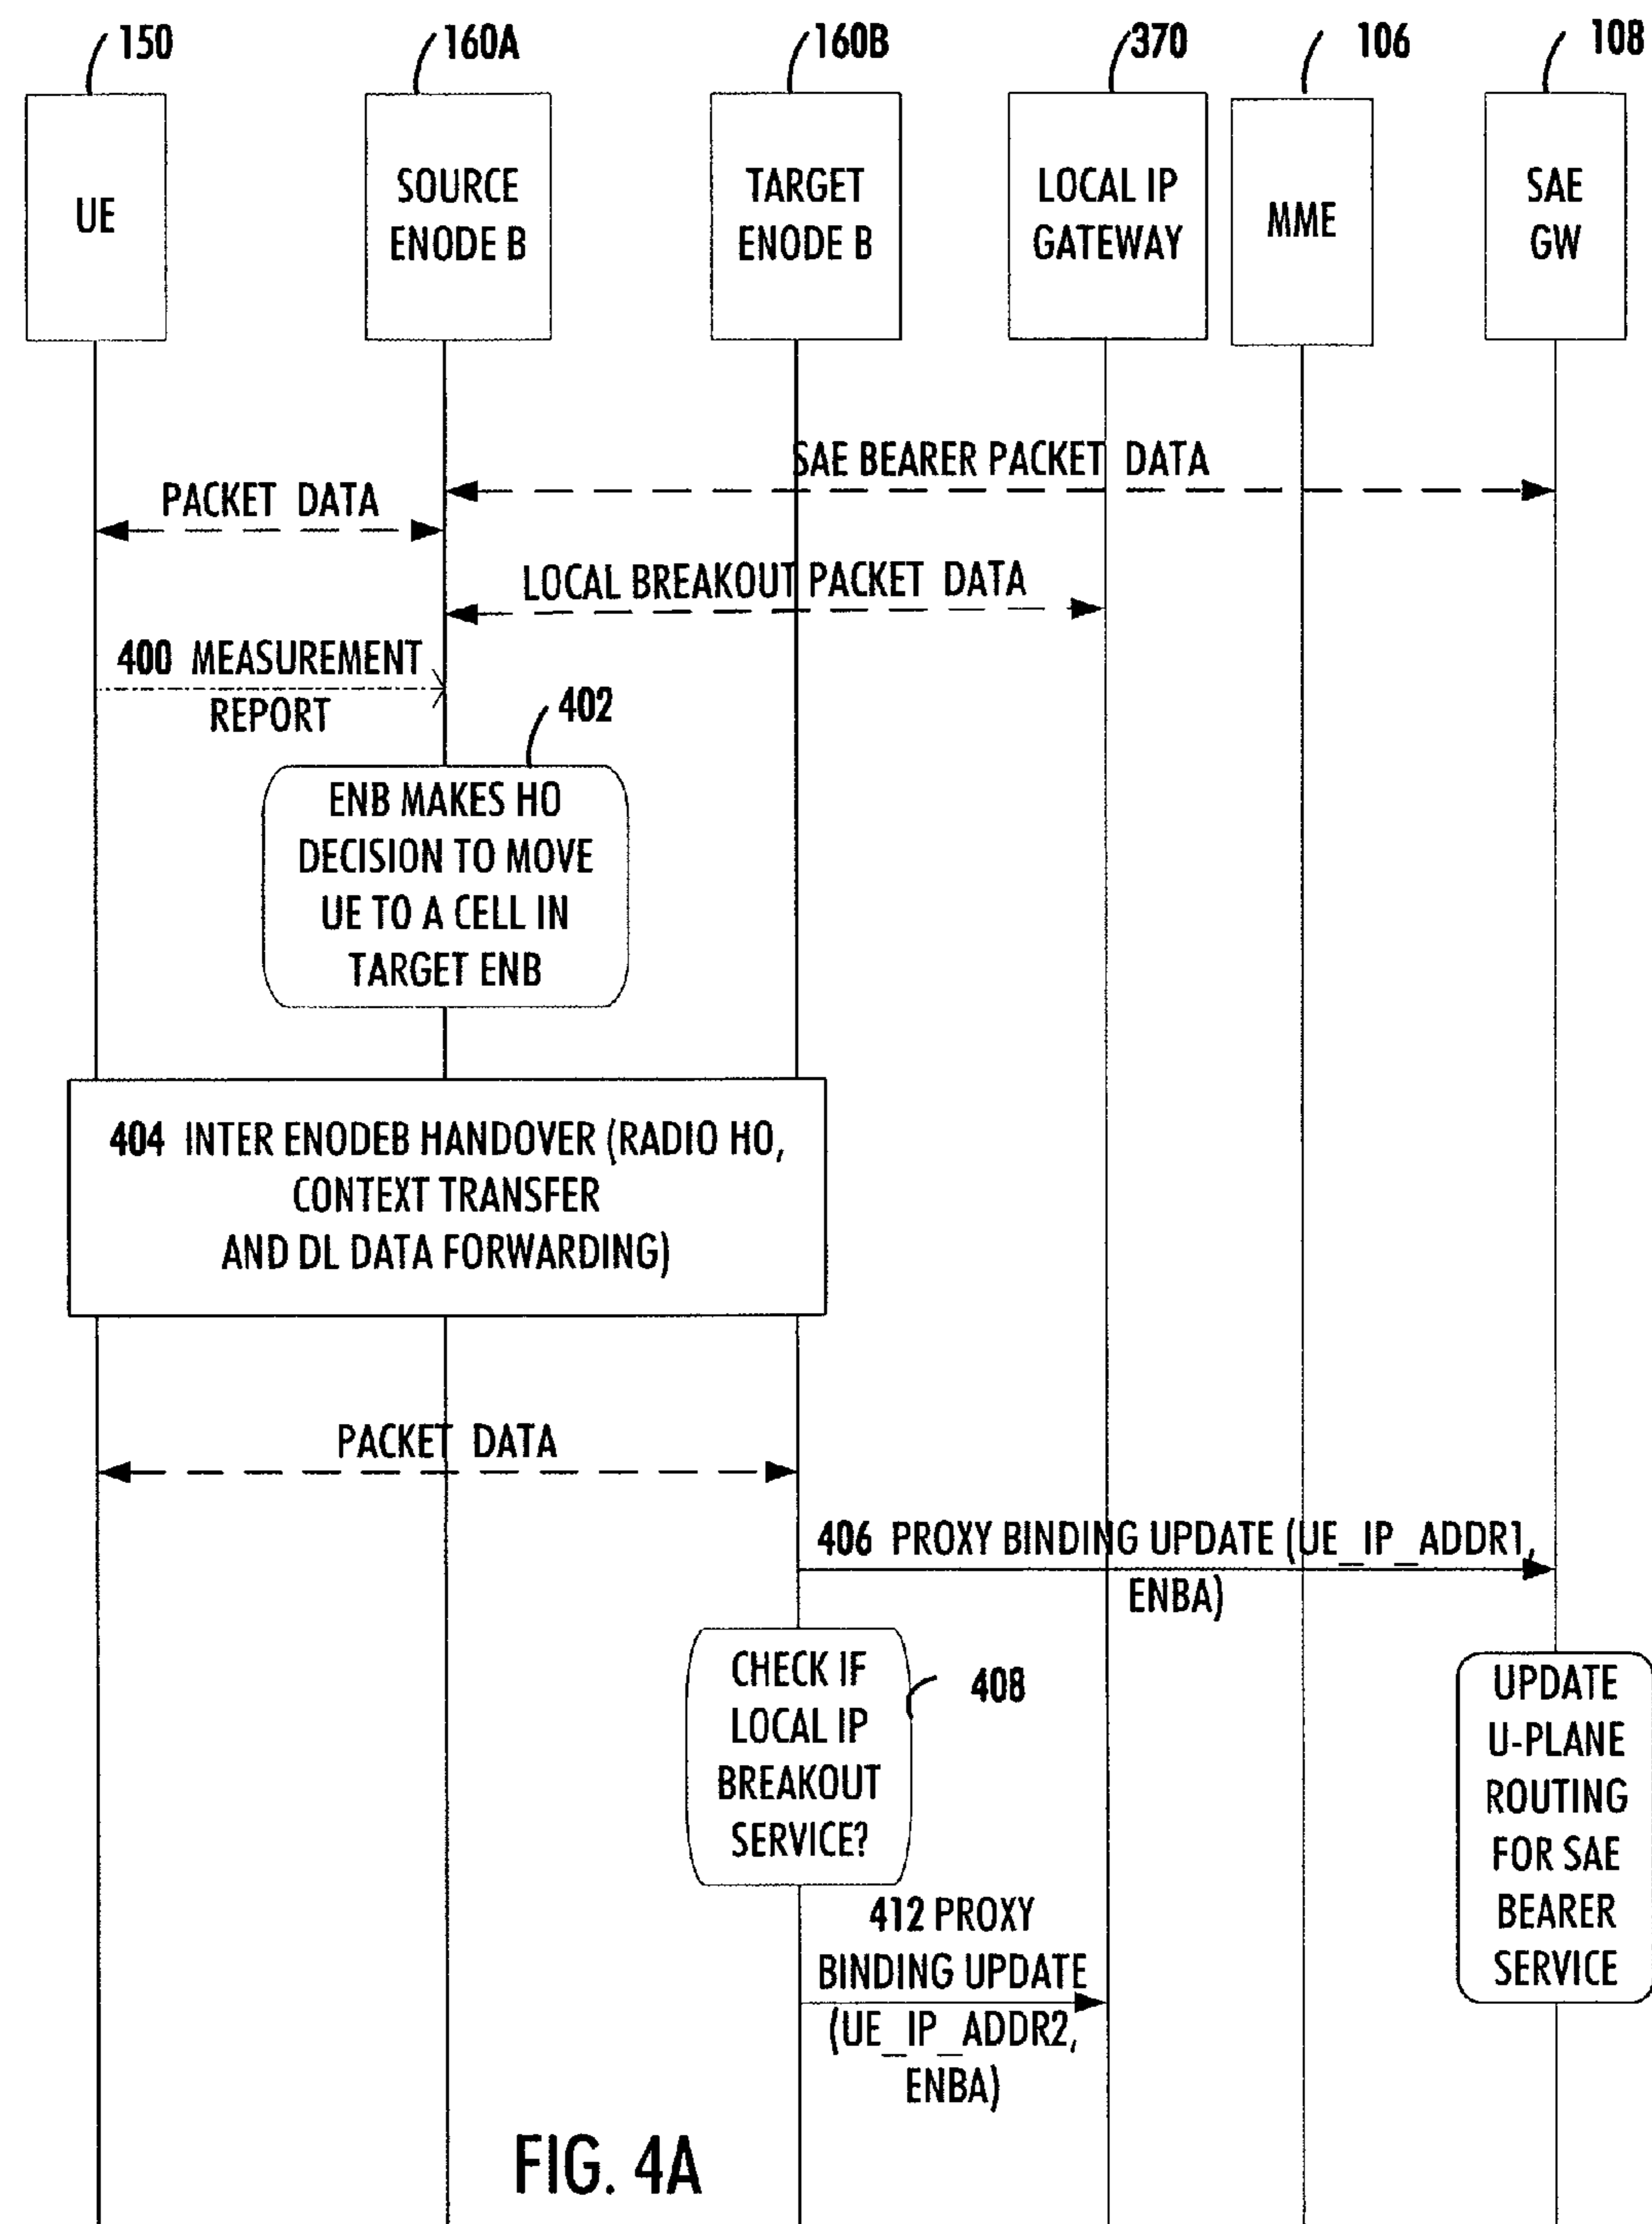 150
160A
160B
370
106
108
UE
SOURCE
ENODE B
TARGET
ENODE B
LOCAL IP
GATEWAY
MME
SAE
GW
SAE BEARER PACKET DATA
PACKET DATA
LOCAL BREAKOUT PACKET DATA
400 MEASUREMENT
REPORT
402
ENB MAKES HO
DECISION TO MOVE
UE TO A CELL IN
TARGET ENB
404 INTER ENODEB HANDOVER (RADIO HO,
CONTEXT TRANSFER
AND DL DATA FORWARDING)
PACKET DATA
406 PROXY BINDING UPDATE (UE_IP_ADDR1,
ENBA)
CHECK IF
LOCAL IP
BREAKOUT
SERVICE?
408
UPDATE
U-PLANE
ROUTING
FOR SAE
BEARER
SERVICE
412 PROXY
BINDING UPDATE
(UE_IP_ADDR2,
ENBA)
FIG. 4A